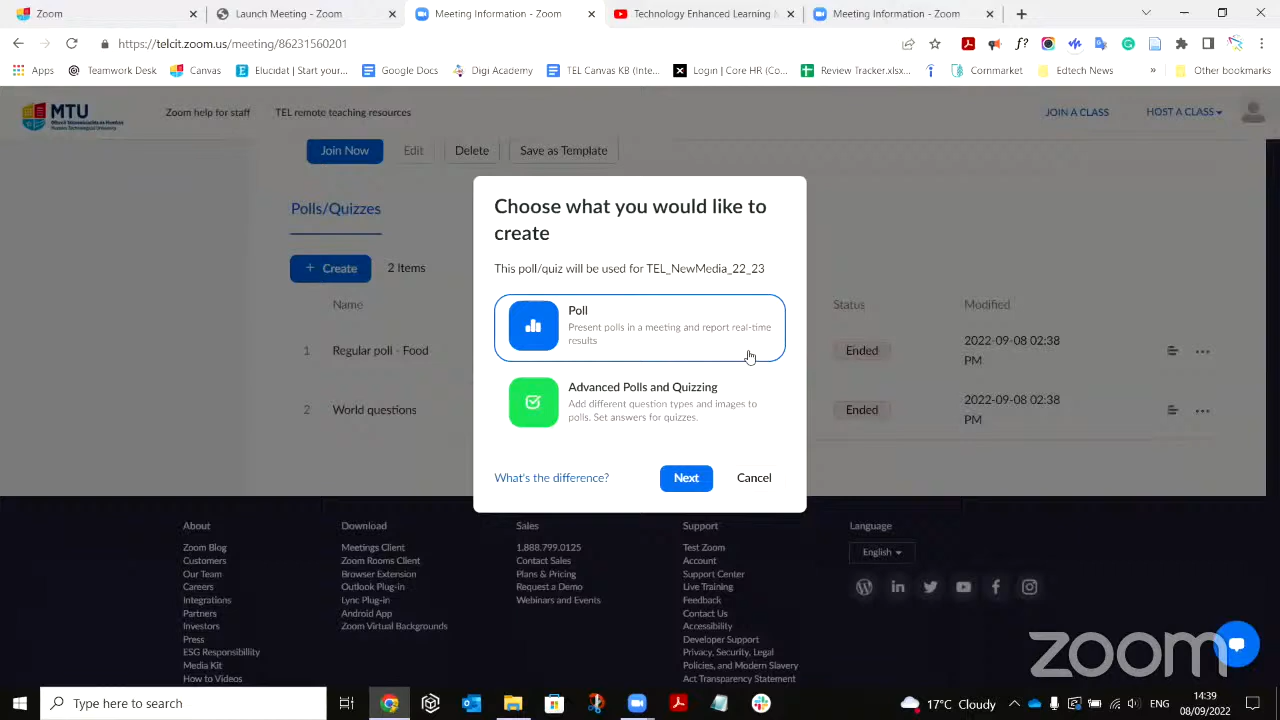 Zoom
Launch Meeting - Zoom
Meeting Information - Zoom
TEL Quizzes Enhanced Learning M
Meeting Information - Zoom
https://telcit.zoom.us/meeting/86231560201
Apps
Teamwork Desk
Canvas
Elucidat | Start your...
Google Docs
Digi Academy
TEL Canvas KB (Inte...
Login | Core HR (Co...
Review Tracker.xlsx...
Cornmarket
Edtech News
»
Other bookmarks
MTU
Zoom help for staff
TEL remote teaching resources
JOIN A CLASS
HOST A CLASS
Join Now
Edit
Delete
Save as Template
Polls/Quizzes
+ Create
2 Items
Name
Status
Modified
1
Regular poll - Food
Ended
2022-09-08 02:38
PM
2
World questions
Ended
2022-09-08 02:38
PM
Choose what you would like to
create
This poll/quiz will be used for TEL_NewMedia_22_23
Poll
Present polls in a meeting and report real-time
results
Advanced Polls and Quizzing
Add different question types and images to
polls. Set answers for quizzes.
What's the difference?
Next
Cancel
About
Zoom Blog
Customers
Our Team
Careers
Integrations
Partners
Investors
Press
ESG Responsibility
Media Kit
How to Videos
Download
Meetings Client
Zoom Rooms Client
Browser Extension
Outlook Plug-in
Lync Plug-in
Android App
Zoom Virtual Backgrounds
Sales
1.888.799.0125
Contact Sales
Plans & Pricing
Request a Demo
Webinars and Events
Support
Test Zoom
Account
Support Center
Live Training
Feedback
Contact Us
Accessibility
Developer Support
Privacy, Security, Legal
Policies, and Modern Slavery
Act Transparency Statement
Language
English
zoom
Type here to search
17°C Cloudy
ENG
14:39
08/09/2022